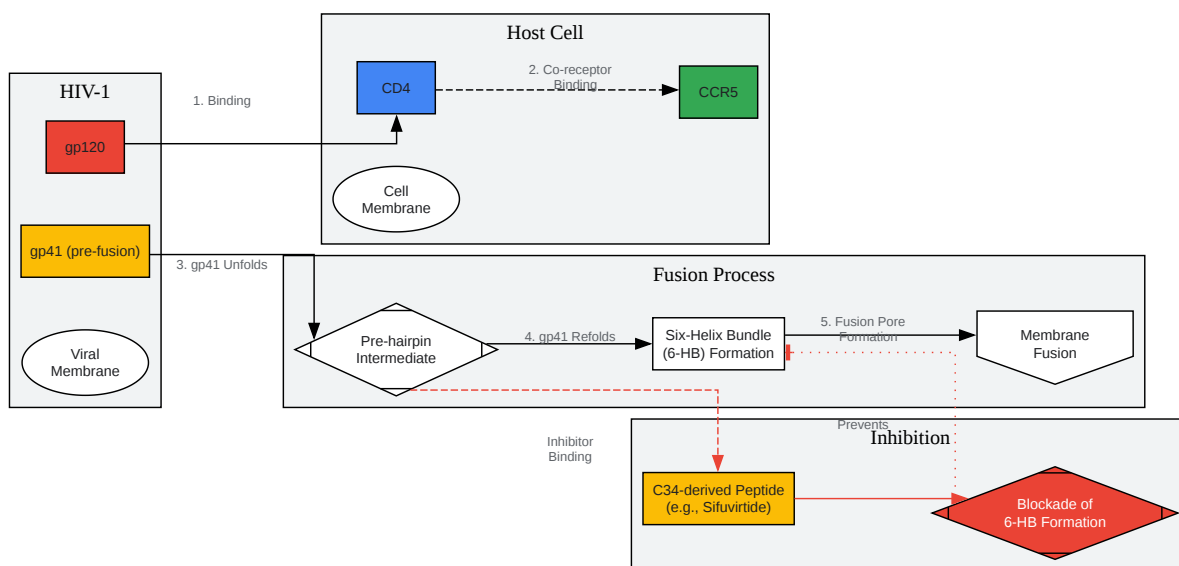 Host Cell
HIV-1
gp120
1. Binding
CD4
2. Co-receptor
Binding
CCR5
Cell
Membrane
gp41 (pre-fusion)
3. gp41 Unfolds
Viral
Membrane
Fusion Process
Pre-hairpin
Intermediate
4. gp41 Refolds
Six-Helix Bundle
(6-HB) Formation
5. Fusion Pore
Formation
Membrane
Fusion
Inhibitor
Binding
Prevents
Inhibition
C34-derived Peptide
(e.g., Sifuvirtide)
Blockade of
6-HB Formation